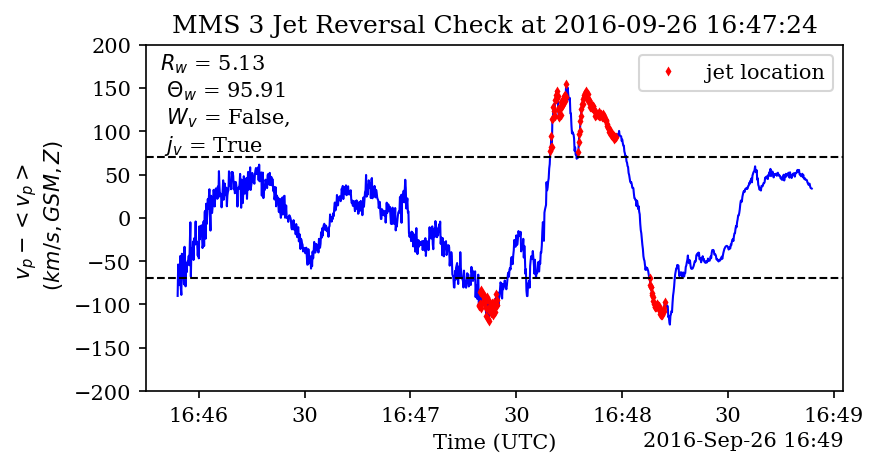 MMS 3 Jet Reversal Check at 2016-09-26 16:47:24
R_w = 5.13
Θ_w = 95.91
W_v = False,
j_v = True
jet location
v_p − < v_p >
(km/s, GSM, Z)
200
150
100
50
0
−50
−100
−150
−200
16:46
30
16:47
30
16:48
30
16:49
Time (UTC)
2016-Sep-26 16:49